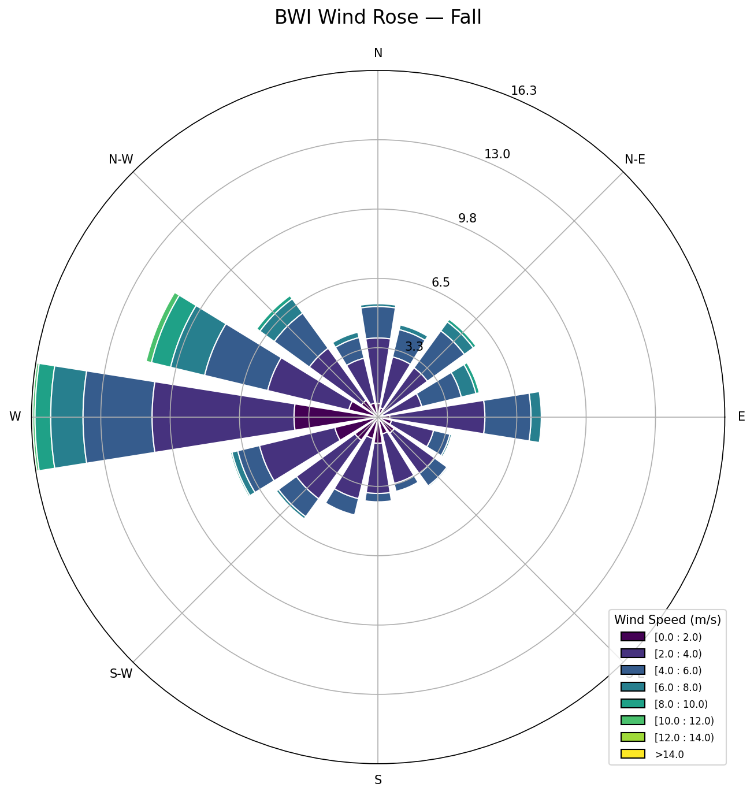 BWI Wind Rose — Fall
N
16.3
N-W
13.0
N-E
9.8
6.5
3.3
W
E
Wind Speed (m/s)
[0.0 : 2.0)
[2.0 : 4.0)
[4.0 : 6.0)
[6.0 : 8.0)
[8.0 : 10.0)
[10.0 : 12.0)
[12.0 : 14.0)
>14.0
S-W
S